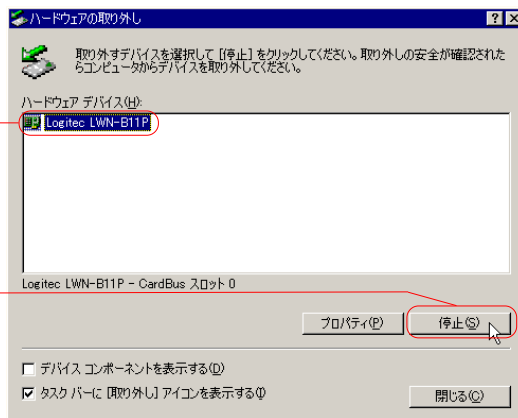 ハードウェアの取り外し
取り外すデバイスを選択して [停止] をクリックしてください。取り外しの安全が確認された
らコンピュータからデバイスを取り外してください。
ハードウェア デバイス(H):
Logitec LWN-B11P
Logitec LWN-B11P - CardBus スロット 0
プロパティ(P)
停止(S)
デバイス コンポーネントを表示する(D)
タスク バーに [取り外し] アイコンを表示する(I)
閉じる(C)